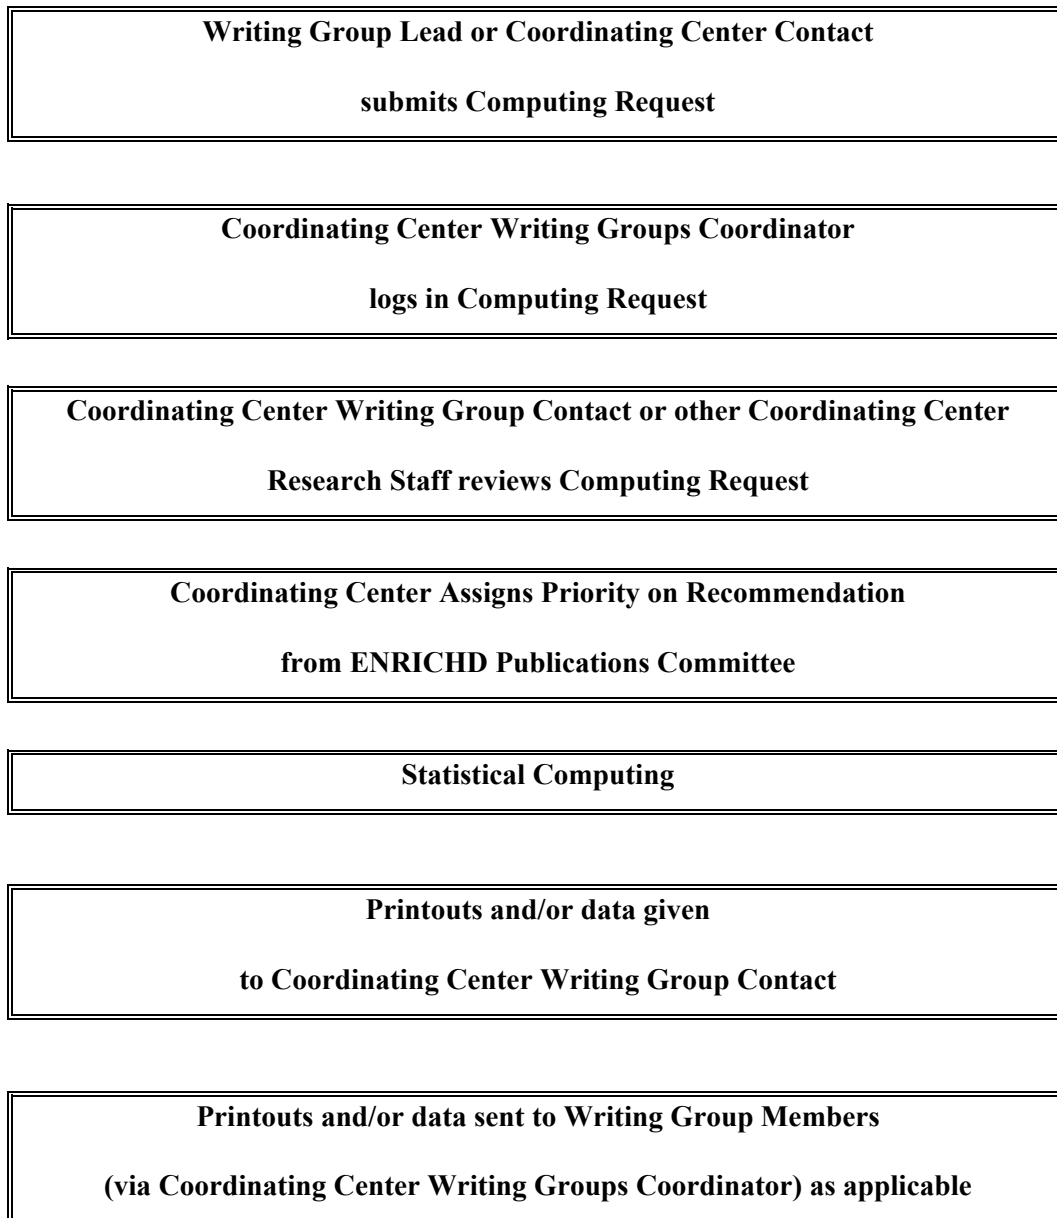 Writing Group Lead or Coordinating Center Contact
submits Computing Request
Coordinating Center Writing Groups Coordinator
logs in Computing Request
Coordinating Center Writing Group Contact or other Coordinating Center
Research Staff reviews Computing Request
Coordinating Center Assigns Priority on Recommendation
from ENRICHD Publications Committee
Statistical Computing
Printouts and/or data given
to Coordinating Center Writing Group Contact
Printouts and/or data sent to Writing Group Members
(via Coordinating Center Writing Groups Coordinator) as applicable